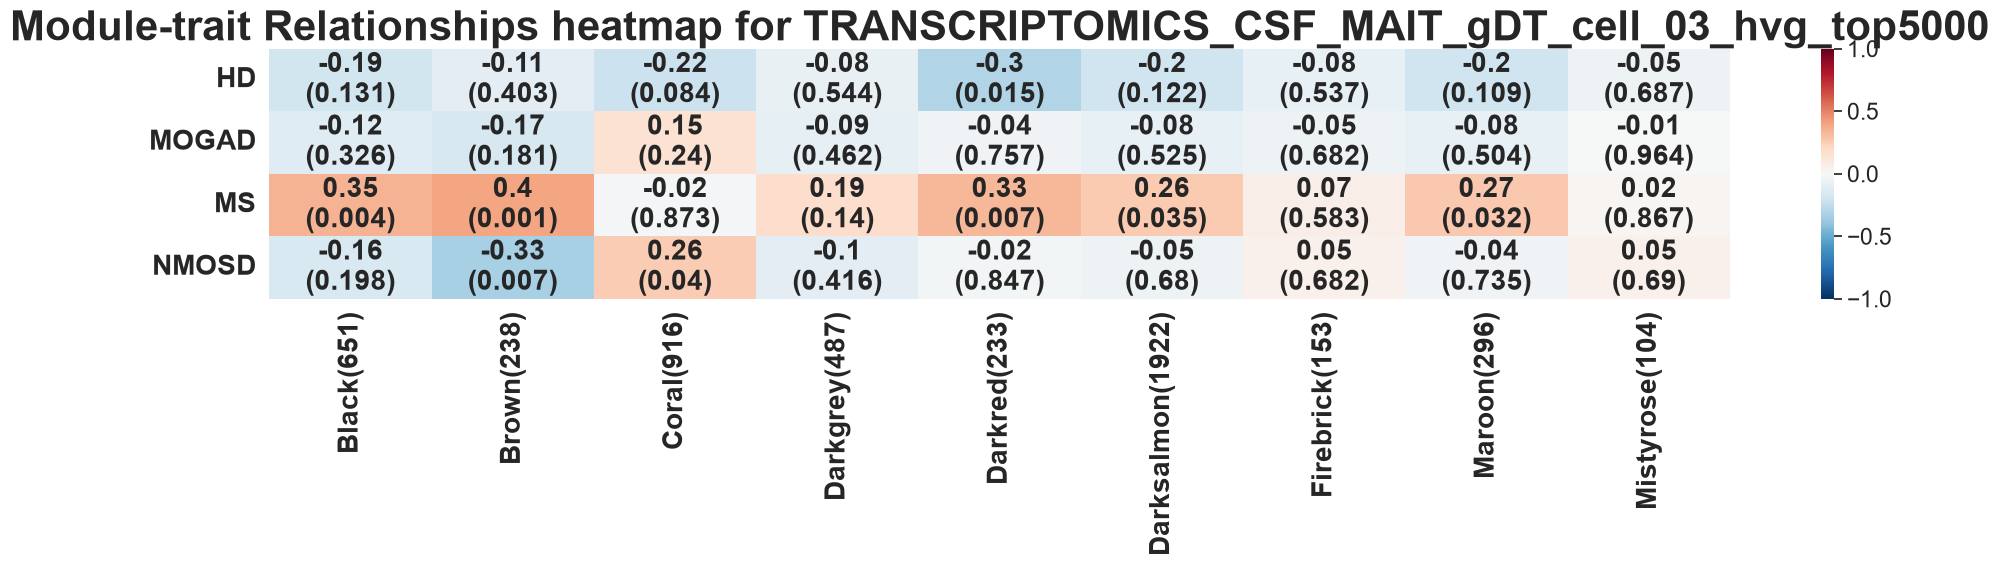 Module-trait Relationships heatmap for TRANSCRIPTOMICS_CSF_MAIT_gDT_cell_03_hvg_top5000
HD
-0.19 -0.11 -0.22 -0.08 -0.3 -0.2 -0.08 -0.2 -0.05
(0.131) (0.403) (0.084) (0.544) (0.015) (0.122) (0.537) (0.109) (0.687)
MOGAD
-0.12 -0.17 0.15 -0.09 -0.04 -0.08 -0.05 -0.08 -0.01
(0.326) (0.181) (0.24) (0.462) (0.757) (0.525) (0.682) (0.504) (0.964)
MS
0.35 0.4 -0.02 0.19 0.33 0.26 0.07 0.27 0.02
(0.004) (0.001) (0.873) (0.14) (0.007) (0.035) (0.583) (0.032) (0.867)
NMOSD
-0.16 -0.33 0.26 -0.1 -0.02 -0.05 0.05 -0.04 0.05
(0.198) (0.007) (0.04) (0.416) (0.847) (0.68) (0.682) (0.735) (0.69)
Black(651)
Brown(238)
Coral(916)
Darkgrey(487)
Darkred(233)
Darksalmon(1922)
Firebrick(153)
Maroon(296)
Mistyrose(104)
1.0
0.5
0.0
−0.5
−1.0